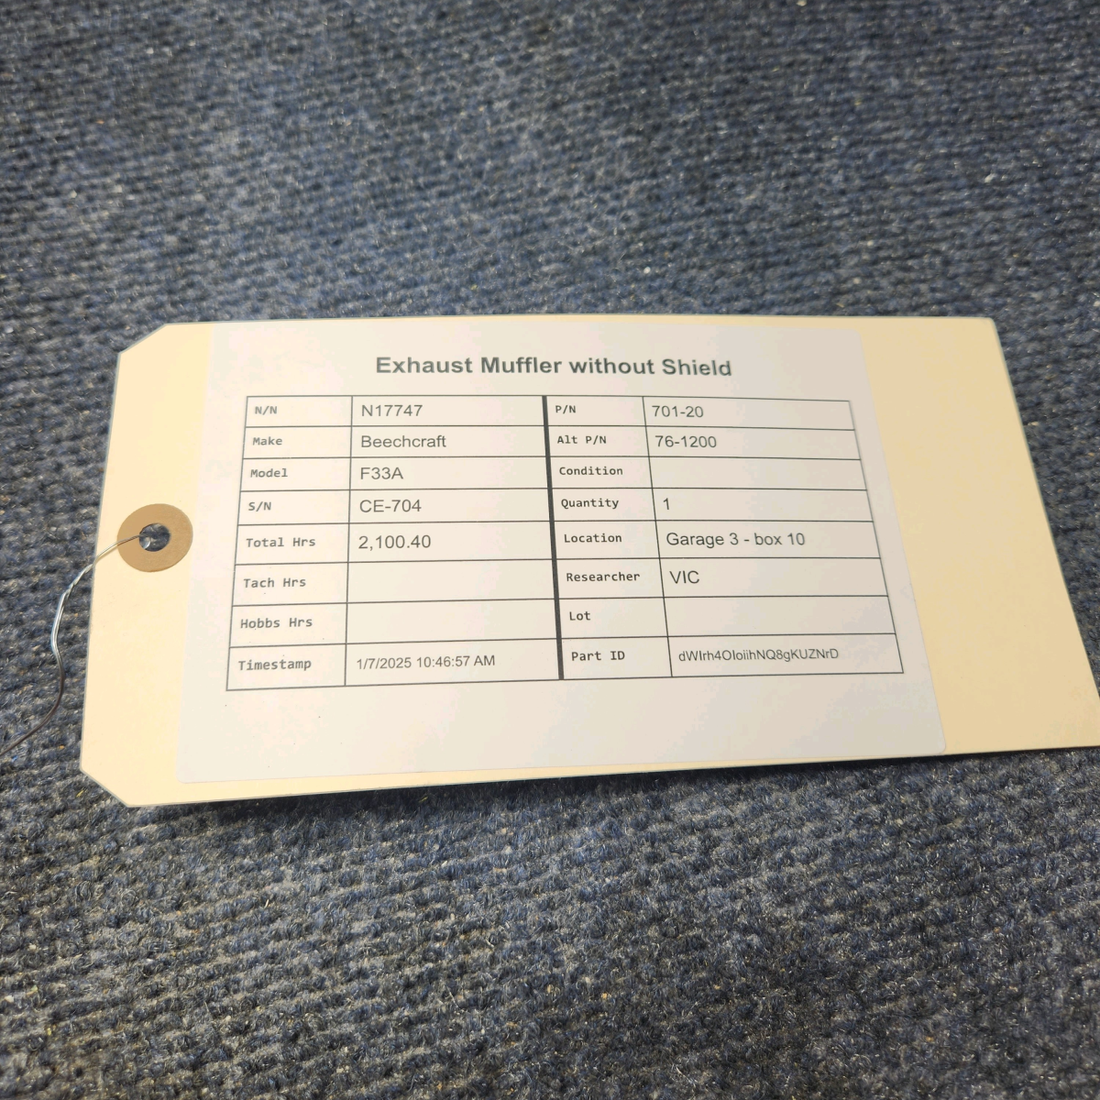 Exhaust Muffler without Shield
N/N N17747 P/N 701-20
Make Beechcraft Alt P/N 76-1200
Model F33A Condition
S/N CE-704 Quantity 1
Total Hrs 2,100.40 Location Garage 3 - box 10
Tach Hrs Researcher VIC
Hobbs Hrs Lot
Timestamp 1/7/2025 10:46:57 AM Part ID